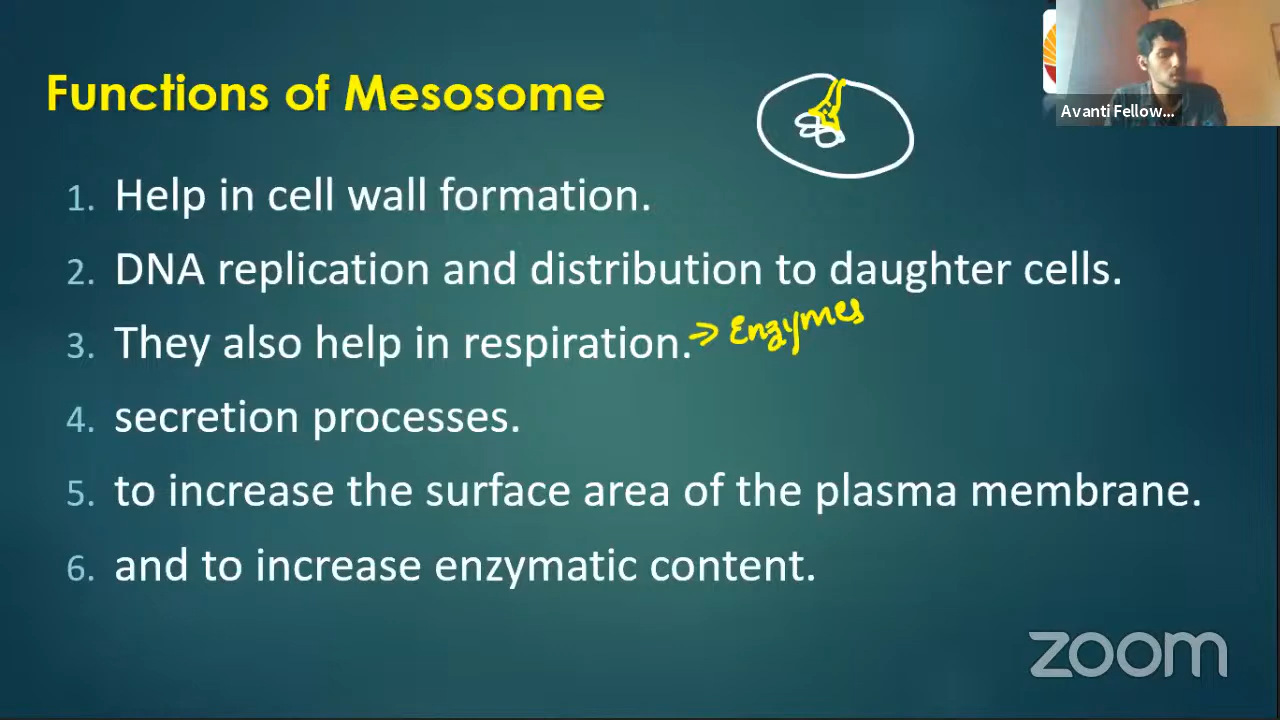 Functions of Mesosome
Avanti Fellow...
1. Help in cell wall formation.
2. DNA replication and distribution to daughter cells.
3. They also help in respiration. → Enzymes
4. secretion processes.
5. to increase the surface area of the plasma membrane.
6. and to increase enzymatic content.
zoom